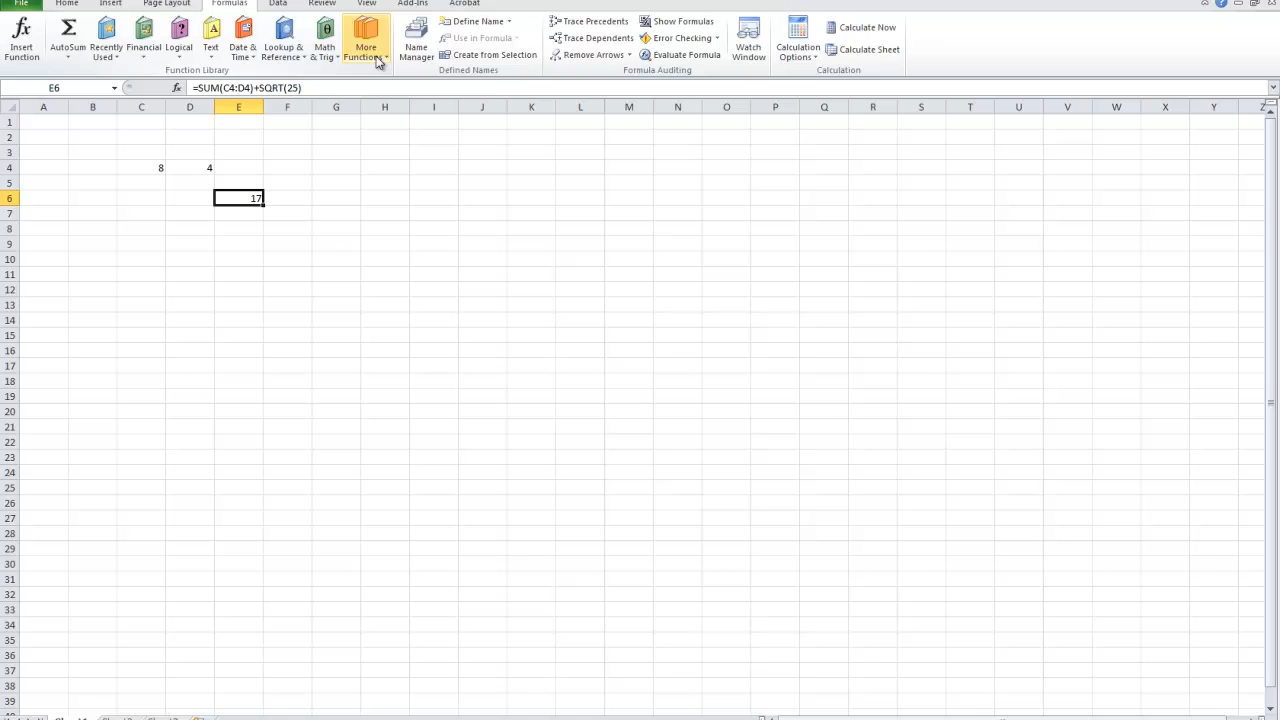 File Home Insert Page Layout Formulas Data Review View Add-Ins Acrobat
Insert Function
AutoSum
Recently Used
Financial
Logical
Text
Date & Time
Lookup & Reference
Math & Trig
More Functions
Function Library
Name Manager
Define Name
Use in Formula
Create from Selection
Defined Names
Trace Precedents
Trace Dependents
Remove Arrows
Show Formulas
Error Checking
Evaluate Formula
Formula Auditing
Watch Window
Calculation Options
Calculate Now
Calculate Sheet
Calculation
E6 fx =SUM(C4:D4)+SQRT(25)
A B C D E F G H I J K L M N O P Q R S T U V W X Y Z
1
2
3
4 8 4
5
6 17
7
8
9
10
11
12
13
14
15
16
17
18
19
20
21
22
23
24
25
26
27
28
29
30
31
32
33
34
35
36
37
38
39